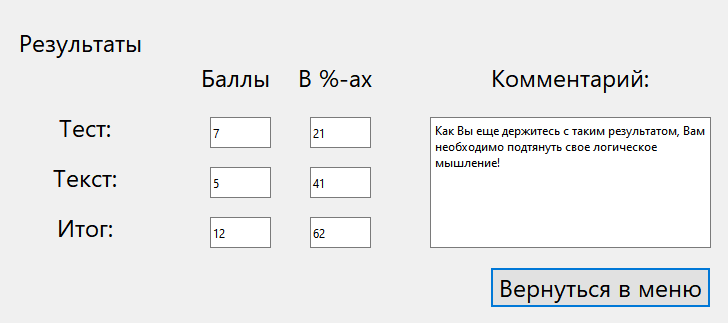 Результаты
Баллы В %-ах Комментарий:
Тест: 7 21
Как Вы еще держитесь с таким результатом, Вам
необходимо подтянуть свое логическое
мышление!
Текст: 5 41
Итог: 12 62
Вернуться в меню